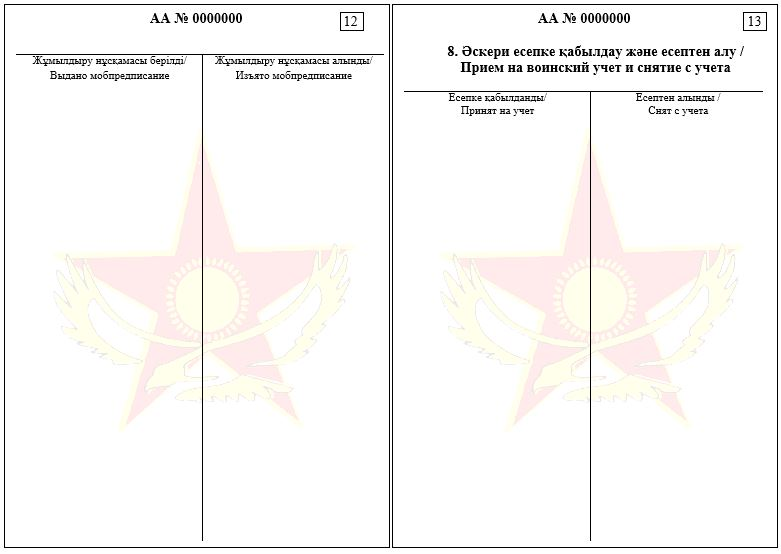 АА № 0000000
12
Жұмылдыру нұсқамасы берілді/
Выдано мобпредписание
Жұмылдыру нұсқамасы алынды/
Изъято мобпредписание
АА № 0000000
13
8. Әскери есепке қабылдау және есептен алу /
Прием на воинский учет и снятие с учета
Есепке қабылданды/
Принят на учет
Есептен алынды /
Снят с учета